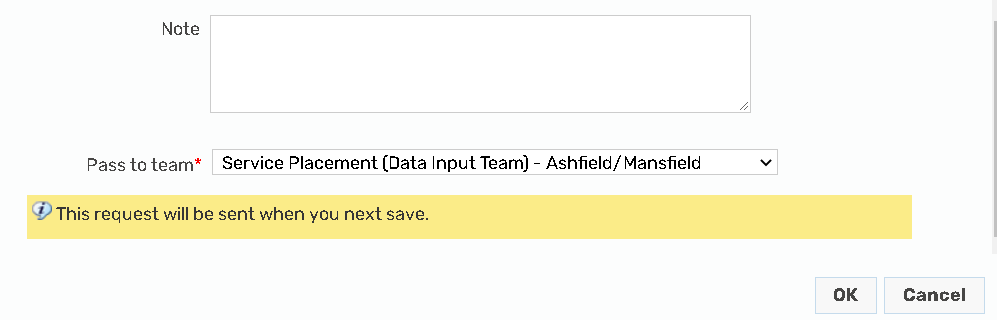 Note
Pass to team*
Service Placement (Data Input Team) - Ashfield/Mansfield
This request will be sent when you next save.
OK
Cancel